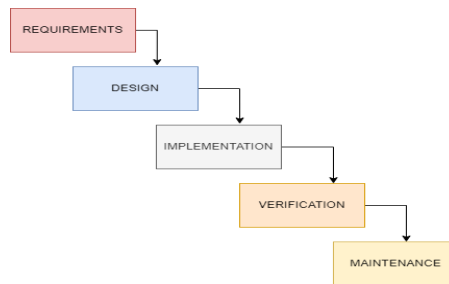 REQUIREMENTS
DESIGN
IMPLEMENTATION
VERIFICATION
MAINTENANCE